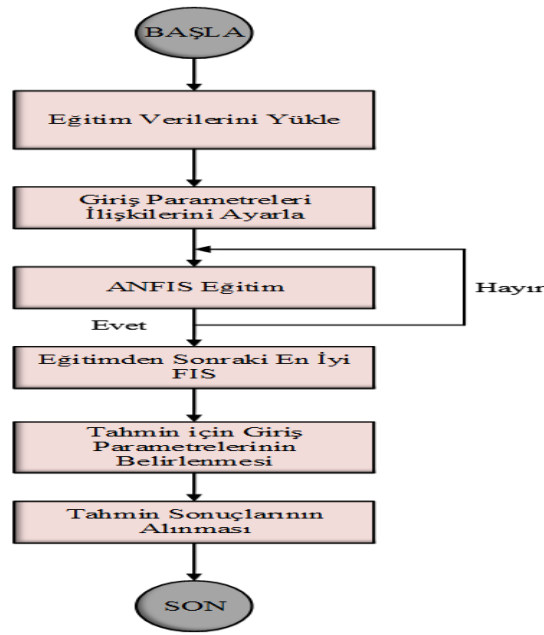 BAŞLA
Eğitim Verilerini Yükle
Giriş Parametreleri
İlişkilerini Ayarla
ANFIS Eğitim
Hayır
Evet
Eğitimden Sonraki En İyi
FIS
Tahmin için Giriş
Parametrelerinin
Belirlenmesi
Tahmin Sonuçlarının
Alınması
SON